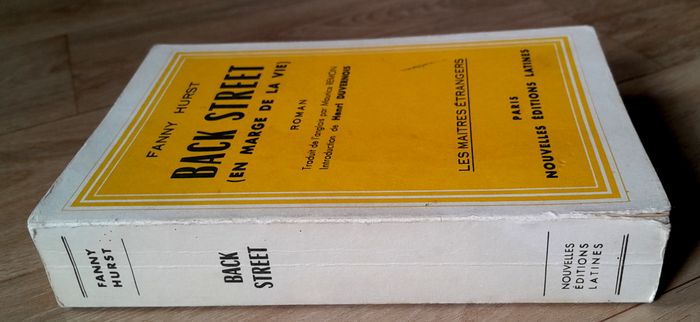 FANNY HURST
BACK STREET
(EN MARGE DE LA VIE)
ROMAN
Traduit de l'anglais par Maurice REMON
Introduction de Henri DUVERNOIS
LES MAITRES ÉTRANGERS
PARIS
NOUVELLES ÉDITIONS LATINES
FANNY
HURST
BACK
STREET
NOUVELLES
ÉDITIONS
LATINES